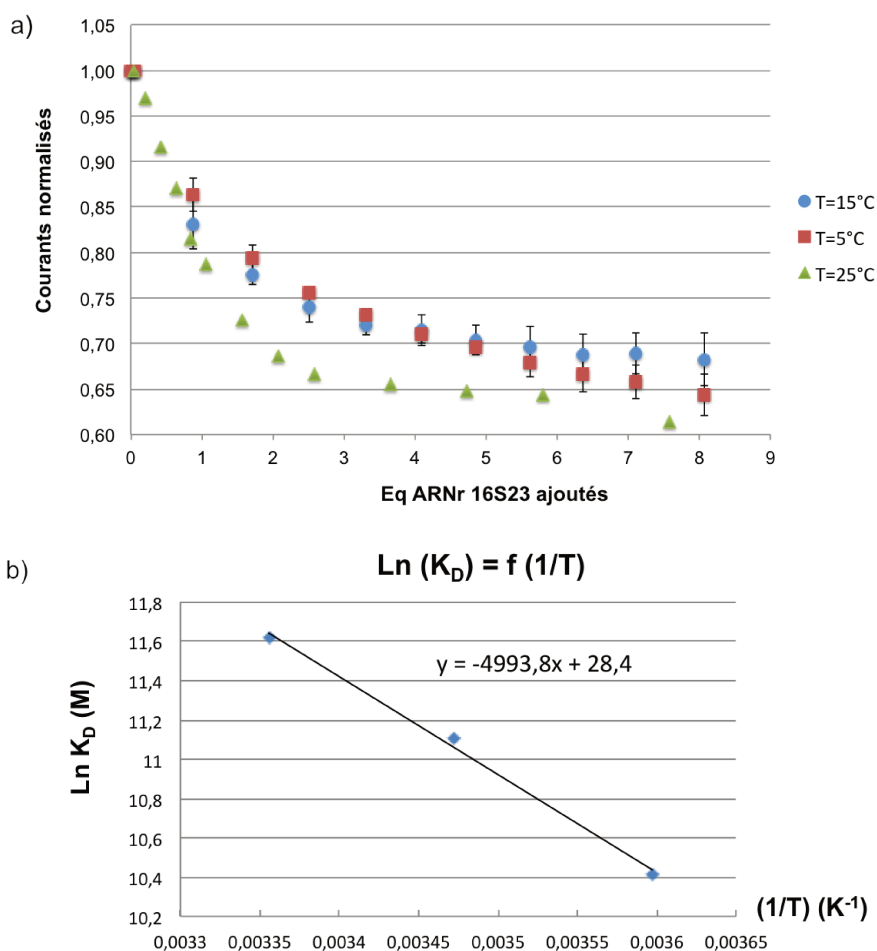 a)
1,05
1,00
0,95
0,90
0,85
0,80
0,75
0,70
0,65
0,60
Courants normalisés
0 1 2 3 4 5 6 7 8 9
Eq ARNr 16S23 ajoutés
T=15°C
T=5°C
T=25°C
b)
Ln (K_D) = f (1/T)
11,8
11,6
11,4
11,2
11
10,8
10,6
10,4
10,2
Ln K_D (M)
y = -4993,8x + 28,4
(1/T) (K⁻¹)
0,0033 0,00335 0,0034 0,00345 0,0035 0,00355 0,0036 0,00365